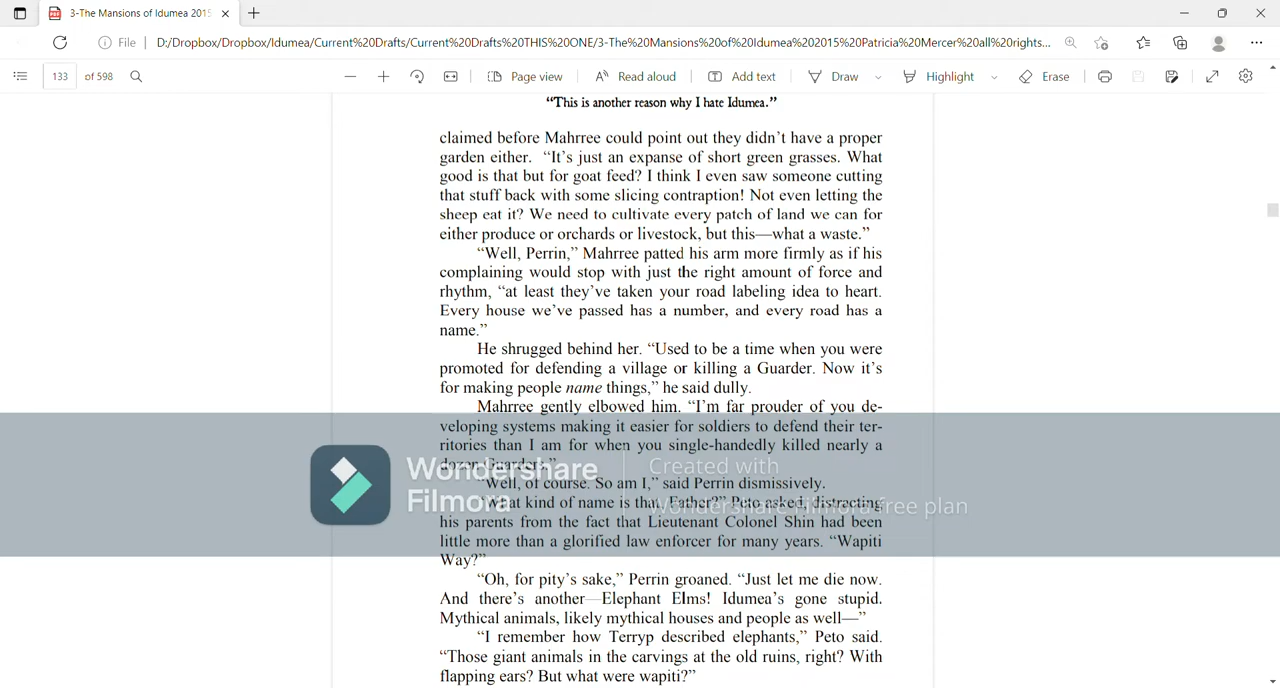 3-The Mansions of Idumea 2015
File
D:/Dropbox/Dropbox/Idumea/Current%20Drafts/Current%20Drafts%20THIS%20ONE/3-The%20Mansions%20of%20Idumea%202015%20Patricia%20Mercer%20all%20rights...
133 of 598
Page view
Read aloud
Add text
Draw
Highlight
Erase
“This is another reason why I hate Idumea.”
claimed before Mahrree could point out they didn’t have a proper
garden either. “It’s just an expanse of short green grasses. What
good is that but for goat feed? I think I even saw someone cutting
that stuff back with some slicing contraption! Not even letting the
sheep eat it? We need to cultivate every patch of land we can for
either produce or orchards or livestock, but this—what a waste.”
“Well, Perrin,” Mahrree patted his arm more firmly as if his
complaining would stop with just the right amount of force and
rhythm, “at least they’ve taken your road labeling idea to heart.
Every house we’ve passed has a number, and every road has a
name.”
He shrugged behind her. “Used to be a time when you were
promoted for defending a village or killing a Guarder. Now it’s
for making people name things,” he said dully.
Mahrree gently elbowed him. “I’m far prouder of you de-
veloping systems making it easier for soldiers to defend their ter-
ritories than I am for when you single-handedly killed nearly a
dozen Guarders.”
“Well, of course. So am I,” said Perrin dismissively.
“What kind of name is that, Father?” Peto asked, distracting
his parents from the fact that Lieutenant Colonel Shin had been
little more than a glorified law enforcer for many years. “Wapiti
Way?”
“Oh, for pity’s sake,” Perrin groaned. “Just let me die now.
And there’s another—Elephant Elms! Idumea’s gone stupid.
Mythical animals, likely mythical houses and people as well—”
“I remember how Terryp described elephants,” Peto said.
“Those giant animals in the carvings at the old ruins, right? With
flapping ears? But what were wapiti?”
Wondershare
Filmora
Created with
Wondershare Filmora free plan